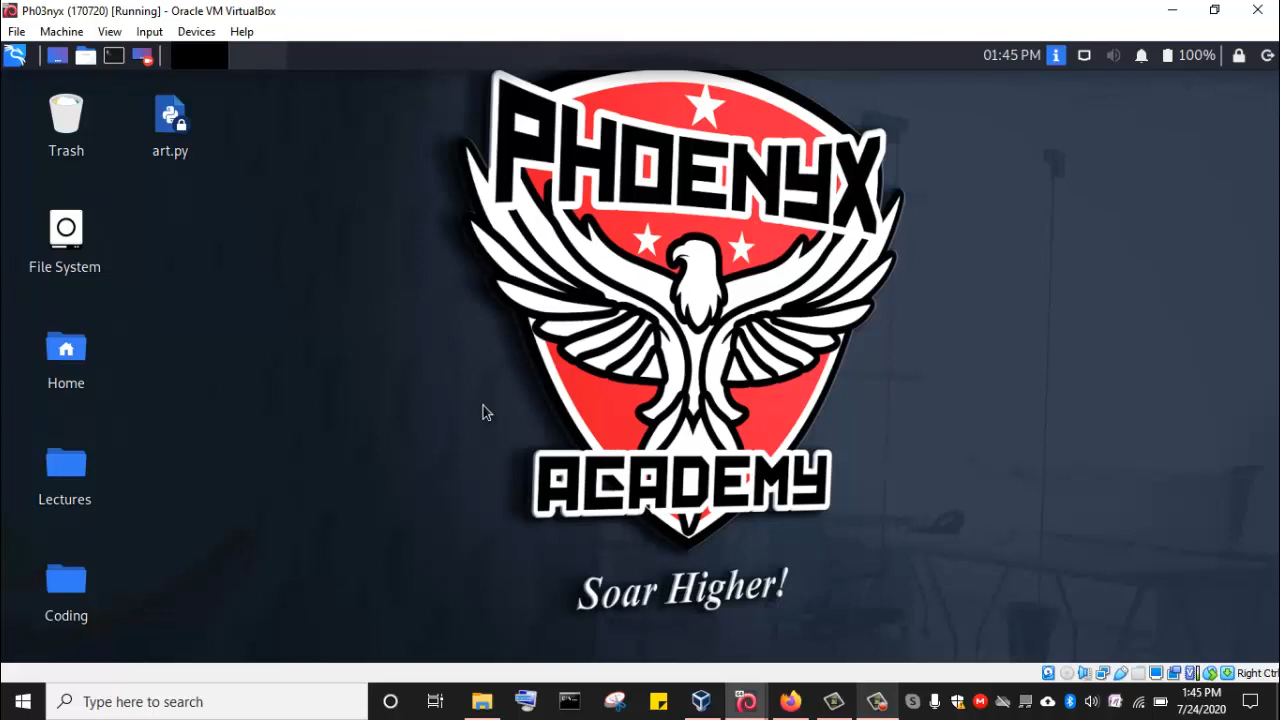 Ph03nyx (170720) [Running] - Oracle VM VirtualBox
File Machine View Input Devices Help
01:45 PM 100%
Trash
art.py
File System
Home
Lectures
Coding
PHOENYX
ACADEMY
Soar Higher!
Right Ctrl
Type here to search
1:45 PM
7/24/2020